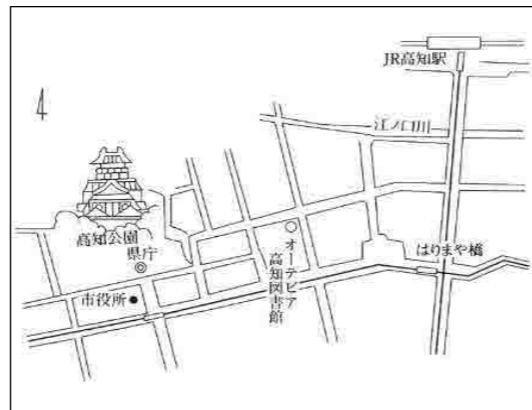 JR高知駅
江ノ口川
高知公園
県庁
はりまや橋
オーテピア
高知図書館
市役所